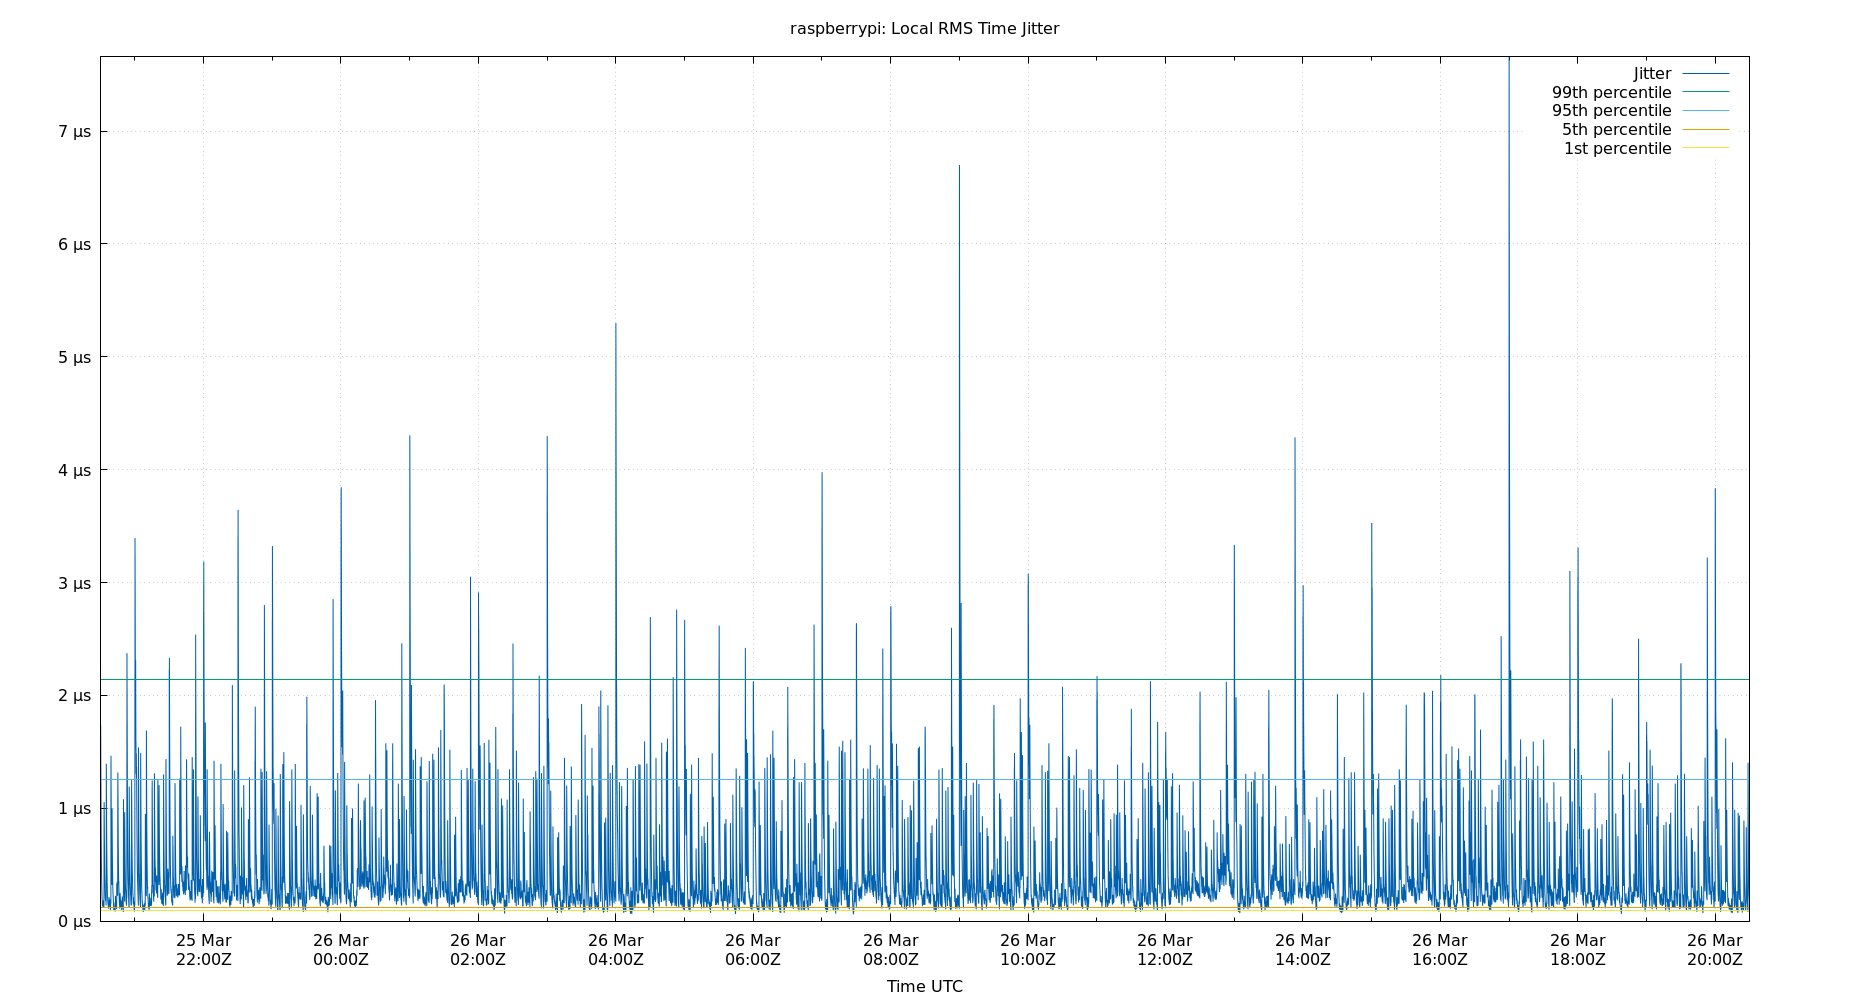 raspberrypi: Local RMS Time Jitter
Jitter
99th percentile
95th percentile
5th percentile
1st percentile
7 µs
6 µs
5 µs
4 µs
3 µs
2 µs
1 µs
0 µs
25 Mar 26 Mar 26 Mar 26 Mar 26 Mar 26 Mar 26 Mar 26 Mar 26 Mar 26 Mar 26 Mar 26 Mar
22:00Z 00:00Z 02:00Z 04:00Z 06:00Z 08:00Z 10:00Z 12:00Z 14:00Z 16:00Z 18:00Z 20:00Z
Time UTC